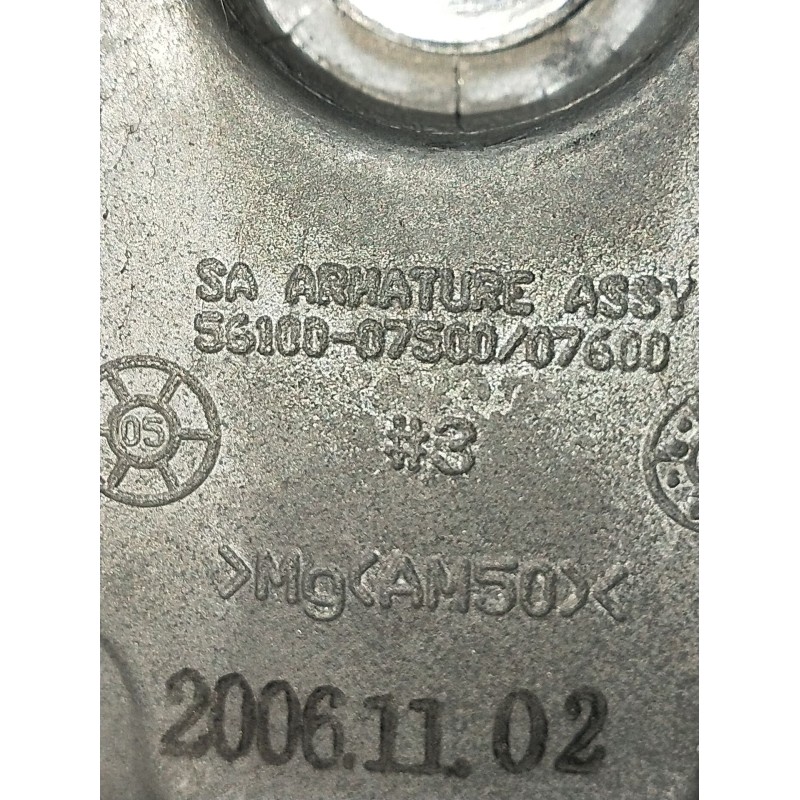 SA ARMATURE ASSY
56100-07500/07600
05
#3
>Mg(AM50)<
2006.11.02